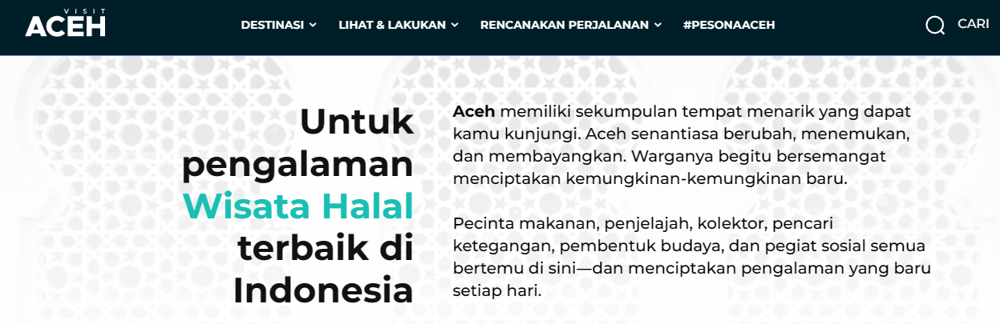 VISIT
ACEH
DESTINASI
LIHAT & LAKUKAN
RENCANAKAN PERJALANAN
#PESONAACEH
CARI
Untuk
pengalaman
Wisata Halal
terbaik di
Indonesia
Aceh memiliki sekumpulan tempat menarik yang dapat
kamu kunjungi. Aceh senantiasa berubah, menemukan,
dan membayangkan. Warganya begitu bersemangat
menciptakan kemungkinan-kemungkinan baru.
Pecinta makanan, penjelajah, kolektor, pencari
ketegangan, pembentuk budaya, dan pegiat sosial semua
bertemu di sini—dan menciptakan pengalaman yang baru
setiap hari.